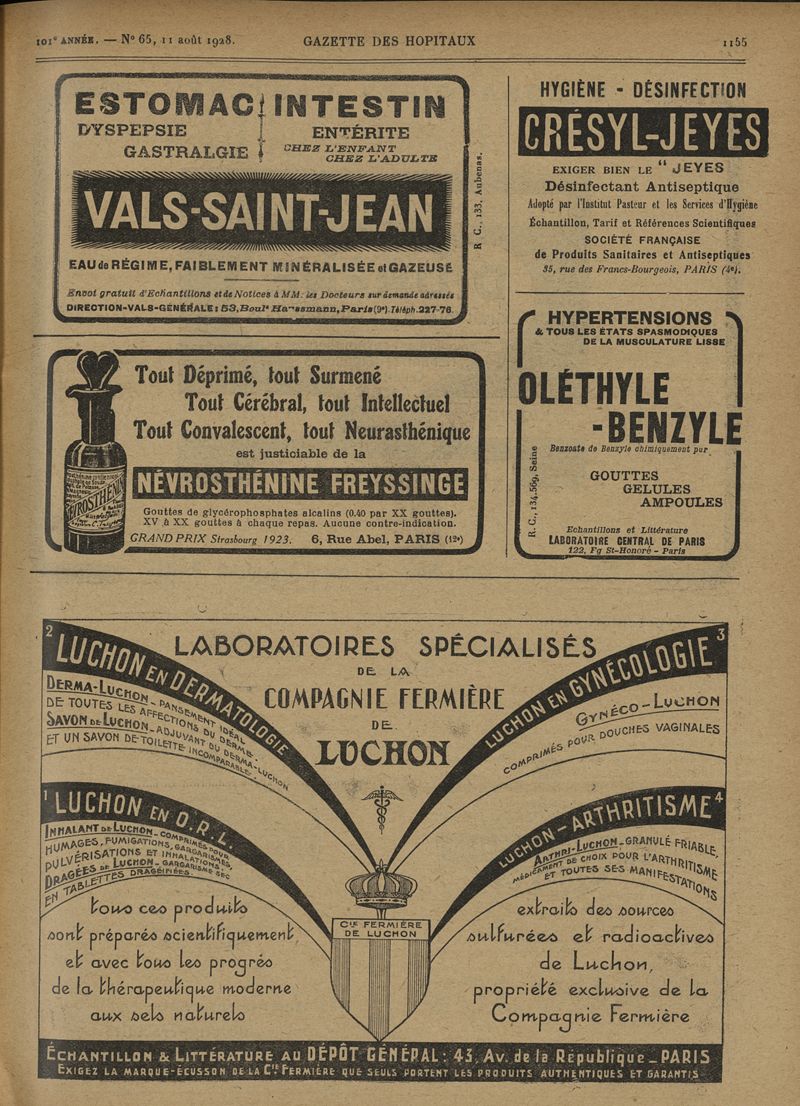 101e ANNÉE. — No 65, 11 août 1928.
GAZETTE DES HOPITAUX
1155
ESTOMAC INTESTIN
DYSPEPSIE
GASTRALGIE
ENTÉRITE
CHEZ L'ENFANT
CHEZ L'ADULTE
VALS-SAINT-JEAN
EAU de RÉGIME, FAIBLEMENT MINÉRALISÉE et GAZEUSE
Envoi gratuit d'Echantillons et de Notices à MM. les Docteurs sur demande adressée
DIRECTION-VALS-GÉNÉRALE: 53, Boulᵈ Haussmann, Paris (9e). Téléph. 227-76.
R C., 133, Aubenas.
HYGIÈNE - DÉSINFECTION
CRÉSYL-JEYES
EXIGER BIEN LE " JEYES
Désinfectant Antiseptique
Adopté par l'Institut Pasteur et les Services d'Hygiène
Échantillon, Tarif et Références Scientifiques
SOCIÉTÉ FRANÇAISE
de Produits Sanitaires et Antiseptiques
35, rue des Francs-Bourgeois, PARIS (4e).
Tout Déprimé, tout Surmené
Tout Cérébral, tout Intellectuel
Tout Convalescent, tout Neurasthénique
est justiciable de la
NÉVROSTHÉNINE FREYSSINGE
Gouttes de glycérophosphates alcalins (0.40 par XX gouttes).
XV à XX gouttes à chaque repas. Aucune contre-indication.
GRAND PRIX Strasbourg 1923. 6, Rue Abel, PARIS (12e)
HYPERTENSIONS
& TOUS LES ÉTATS SPASMODIQUES
DE LA MUSCULATURE LISSE
OLÉTHYLE
-BENZYLE
Benzoate de Benzyle chimiquement pur
GOUTTES
GELULES
AMPOULES
Echantillons et Littérature
LABORATOIRE CENTRAL DE PARIS
122, Fg St-Honoré - Paris
R. C., 134.569, Seine
LABORATOIRES SPÉCIALISÉS
DE LA
COMPAGNIE FERMIÈRE
DE
LUCHON
2
LUCHON EN DERMATOLOGIE
DERMA-LUCHON - PANSEMENT IDÉAL
DE TOUTES LES AFFECTIONS DU DERME.
SAVON DE LUCHON - ADJUVANT DU DERMA-LUCHON
ET UN SAVON DE TOILETTE INCOMPARABLE.
3
LUCHON EN GYNÉCOLOGIE
GYNÉCO-LUCHON
COMPRIMÉS POUR DOUCHES VAGINALES
1
LUCHON EN O.R.L.
INHALANT DE LUCHON - COMPRIMÉS POUR
HUMAGES, FUMIGATIONS, GARGARISMES,
PULVÉRISATIONS ET INHALATIONS
DRAGÉES DE LUCHON - GARGARISME SEC
EN TABLETTES DRAGÉIFIÉES.
4
LUCHON-ARTHRITISME
ARTHRI-LUCHON - GRANULÉ FRIABLE,
MÉDICAMENT DE CHOIX POUR L'ARTHRITISME
ET TOUTES SES MANIFESTATIONS
Cie FERMIÈRE
DE LUCHON
tous ces produits
sont préparés scientifiquement,
et avec tous les progrès
de la thérapeutique moderne
aux sels naturels
extraits des sources
sulfurées et radioactives
de Luchon,
propriété exclusive de la
Compagnie Fermière
ÉCHANTILLON & LITTÉRATURE AU DÉPÔT GÉNÉRAL: 43, Av. de la République - PARIS
EXIGEZ LA MARQUE-ÉCUSSON DE LA Cie FERMIÈRE QUE SEULS PORTENT LES PRODUITS AUTHENTIQUES ET GARANTIS